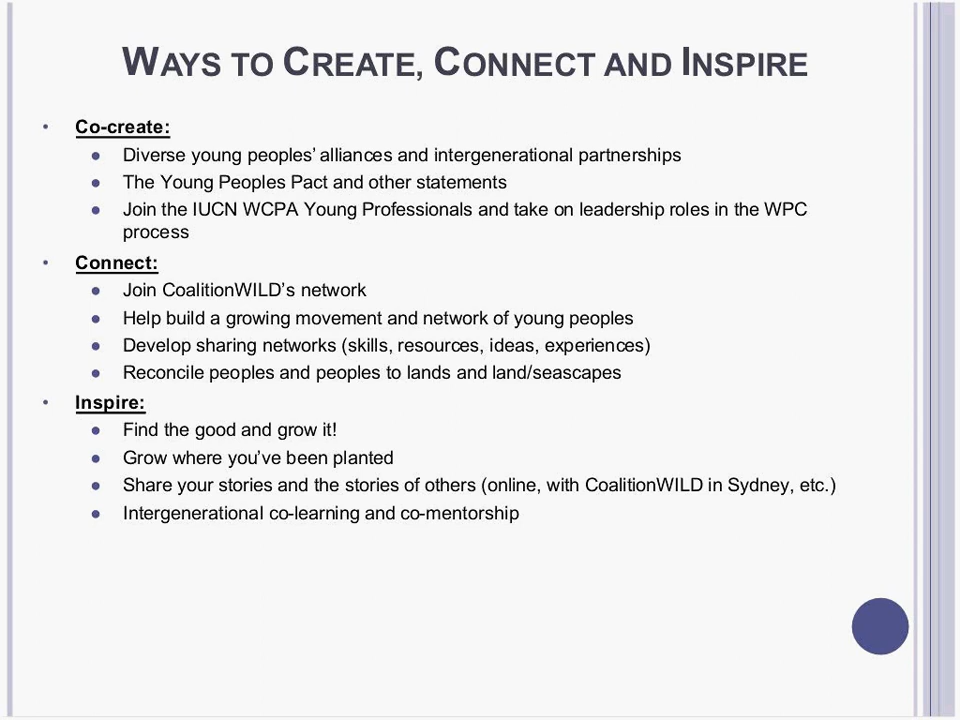 WAYS TO CREATE, CONNECT AND INSPIRE
• Co-create:
● Diverse young peoples’ alliances and intergenerational partnerships
● The Young Peoples Pact and other statements
● Join the IUCN WCPA Young Professionals and take on leadership roles in the WPC
process
• Connect:
● Join CoalitionWILD’s network
● Help build a growing movement and network of young peoples
● Develop sharing networks (skills, resources, ideas, experiences)
● Reconcile peoples and peoples to lands and land/seascapes
• Inspire:
● Find the good and grow it!
● Grow where you’ve been planted
● Share your stories and the stories of others (online, with CoalitionWILD in Sydney, etc.)
● Intergenerational co-learning and co-mentorship